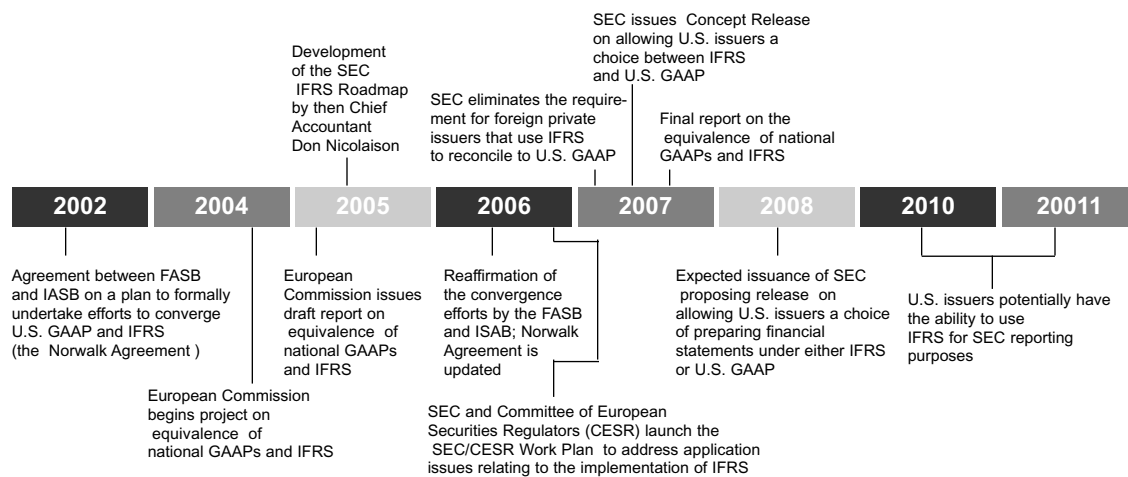 SEC issues Concept Release
on allowing U.S. issuers a
choice between IFRS
and U.S. GAAP
Development
of the SEC
IFRS Roadmap
by then Chief
Accountant
Don Nicolaison
SEC eliminates the require-
ment for foreign private
issuers that use IFRS
to reconcile to U.S. GAAP
Final report on the
equivalence of national
GAAPs and IFRS
2002
2004
2005
2006
2007
2008
2010
20011
Agreement between FASB
and IASB on a plan to formally
undertake efforts to converge
U.S. GAAP and IFRS
(the Norwalk Agreement )
European Commission
begins project on
equivalence of
national GAAPs and IFRS
European
Commission issues
draft report on
equivalence of
national GAAPs
and IFRS
Reaffirmation of
the convergence
efforts by the FASB
and ISAB; Norwalk
Agreement is
updated
SEC and Committee of European
Securities Regulators (CESR) launch the
SEC/CESR Work Plan to address application
issues relating to the implementation of IFRS
Expected issuance of SEC
proposing release on
allowing U.S. issuers a choice
of preparing financial
statements under either IFRS
or U.S. GAAP
U.S. issuers potentially have
the ability to use
IFRS for SEC reporting
purposes